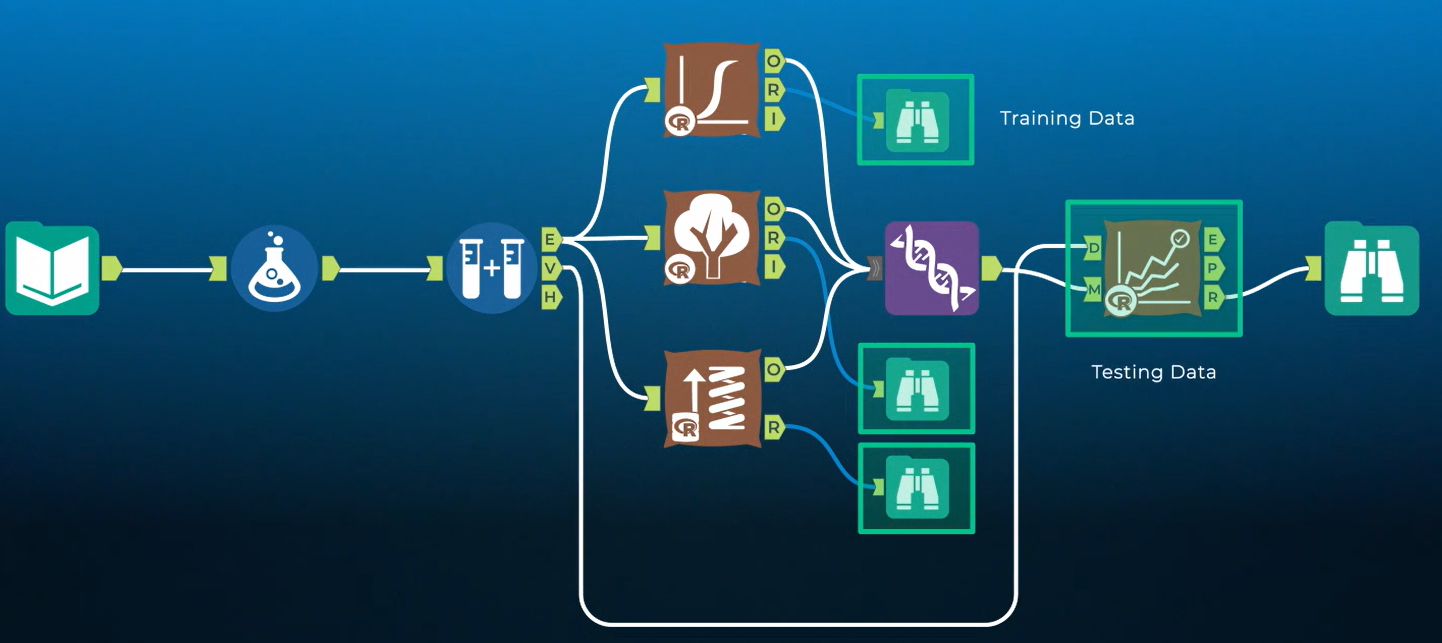 O
R
I
Training Data
O
R
I
E
V
H
D
M
E
P
R
O
R
Testing Data
R
R
R
R